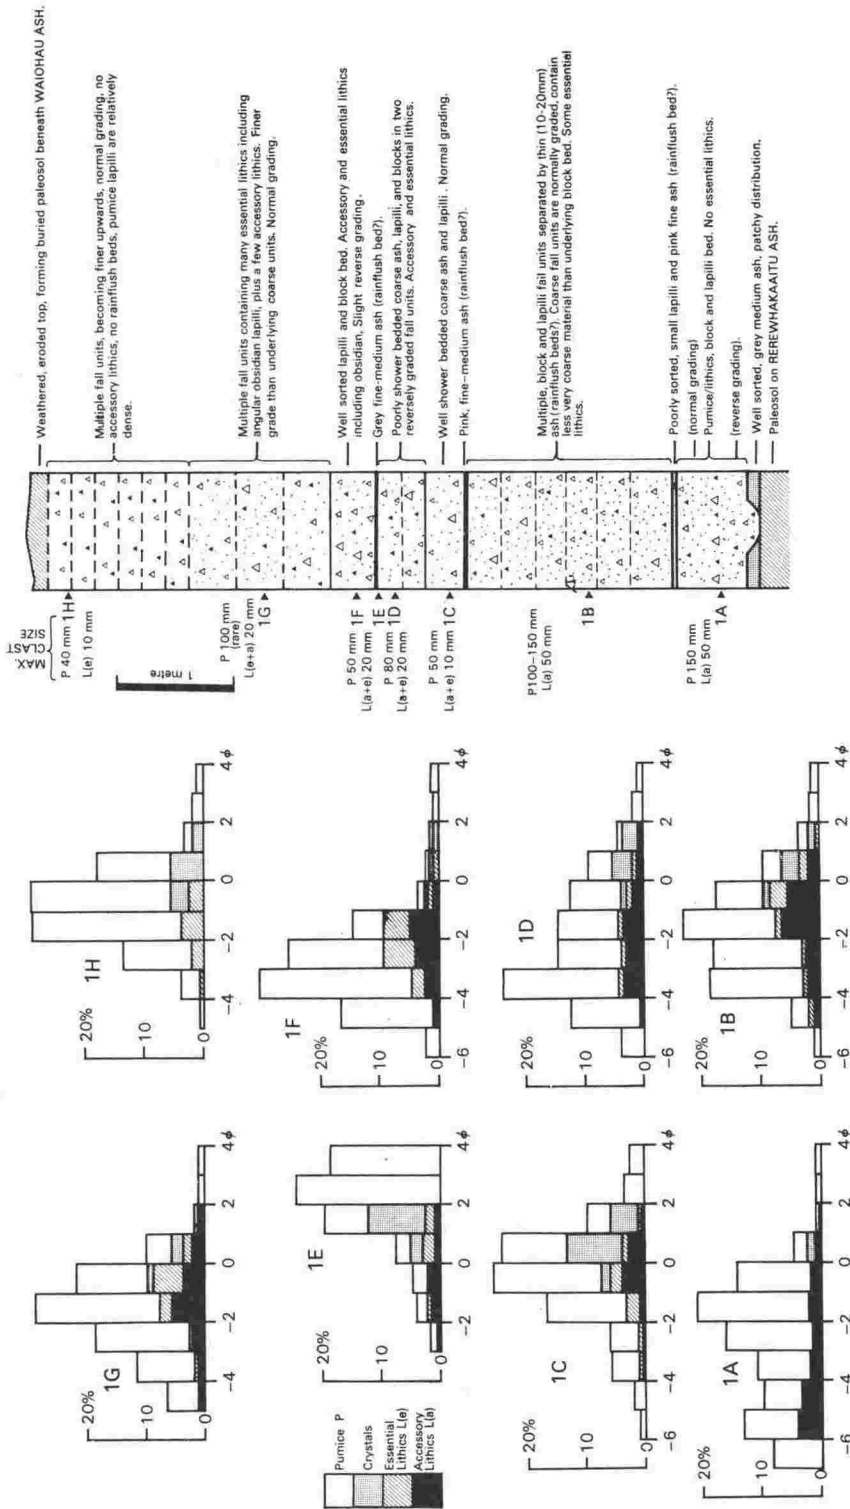 Weathered, eroded top, forming buried paleosol beneath WAIOHAU ASH.
Multiple fall units, becoming finer upwards, normal grading, no
accessory lithics, no rainflush beds, pumice lapilli are relatively
dense.
Multiple fall units containing many essential lithics including
angular obsidian lapilli, plus a few accessory lithics. Finer
grade than underlying coarse units. Normal grading.
Well sorted lapilli and block bed. Accessory and essential lithics
including obsidian, Slight reverse grading.
Grey fine-medium ash (rainflush bed?).
Poorly shower bedded coarse ash, lapilli, and blocks in two
reversely graded fall units. Accessory and essential lithics.
Well shower bedded coarse ash and lapilli. Normal grading.
Pink, fine-medium ash (rainflush bed?).
Multiple, block and lapilli fall units separated by thin (10-20mm)
ash (rainflush beds?). Coarse fall units are normally graded, contain
less very coarse material than underlying block bed. Some essential
lithics.
Poorly sorted, small lapilli and pink fine ash (rainflush bed?).
(normal grading)
Pumice/lithics, block and lapilli bed. No essential lithics.
(reverse grading).
Well sorted, grey medium ash, patchy distribution.
Paleosol on REREWHAKAAITU ASH.
MAX.
CLAST
SIZE
P 40 mm 1H
L(e) 10 mm
1 metre
P 100 mm
(rare)
L(e+a) 20 mm
1G
P 50 mm 1F
L(a+e) 20 mm
1E
P 80 mm 1D
L(a+e) 20 mm
P 50 mm
L(a+e) 10 mm 1C
P100-150 mm
L(a) 50 mm
1B
P 150 mm
L(a) 50 mm
1A
20%
10
0
1H
-4
-2
0
2
4 φ
20%
10
0
1F
-6
-4
-2
0
2
4 φ
20%
10
0
1D
-6
-4
-2
0
2
4 φ
20%
10
0
1B
-6
-4
-2
0
2
4 φ
20%
10
0
1G
-4
-2
0
2
4 φ
20%
10
0
1E
-2
0
2
4 φ
20%
10
0
1C
-6
-4
-2
0
2
4 φ
20%
10
0
1A
-6
-4
-2
0
2
4 φ
Pumice P
Crystals
Essential
Lithics L(e)
Accessory
Lithics L(a)